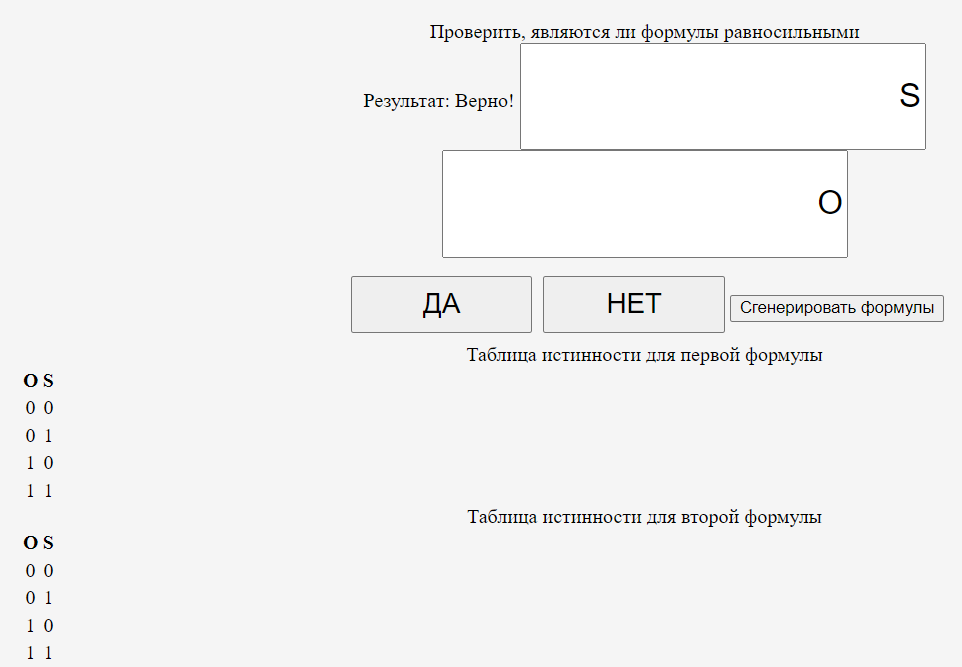 Проверить, являются ли формулы равносильными
Результат: Верно! S
O
ДА НЕТ Сгенерировать формулы
Таблица истинности для первой формулы
O S
0 0
0 1
1 0
1 1
Таблица истинности для второй формулы
O S
0 0
0 1
1 0
1 1